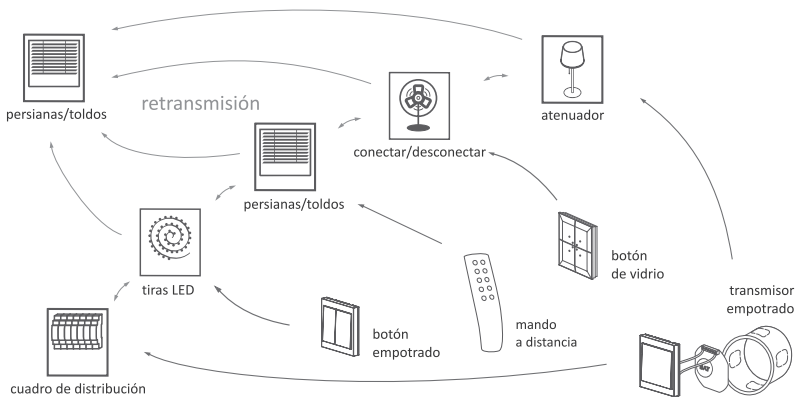 persianas/toldos
retransmisión
atenuador
conectar/desconectar
persianas/toldos
botón
de vidrio
tiras LED
transmisor
empotrado
mando
a distancia
botón
empotrado
cuadro de distribución